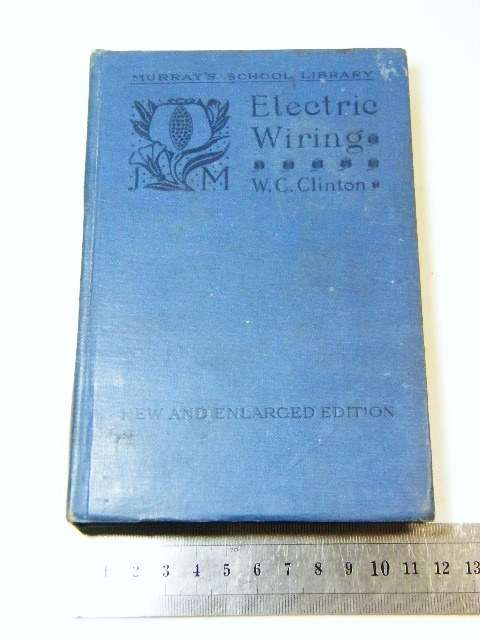 MURRAY'S SCHOOL LIBRARY
Electric
Wiring
J M
W. C. Clinton
NEW AND ENLARGED EDITION
1 2 3 4 5 6 7 8 9 10 11 12 13